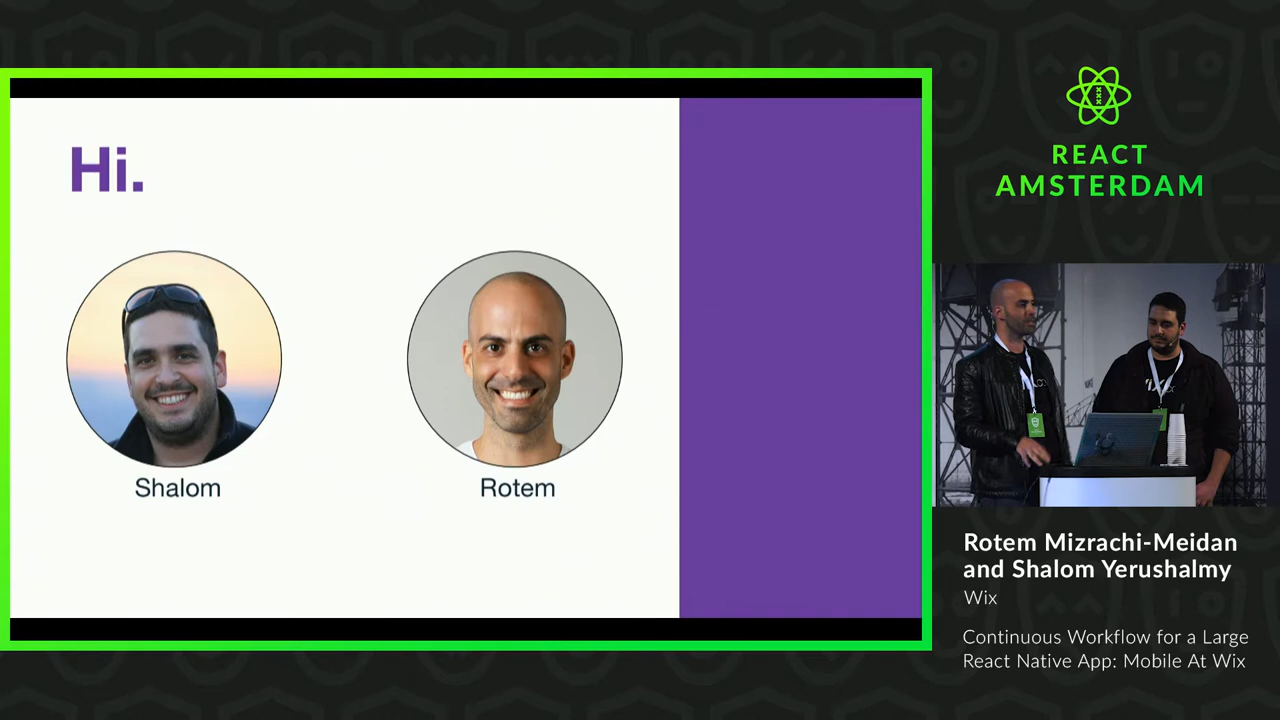 Hi.
Shalom
Rotem
REACT
AMSTERDAM
Rotem Mizrachi-Meidan
and Shalom Yerushalmy
Wix
Continuous Workflow for a Large
React Native App: Mobile At Wix